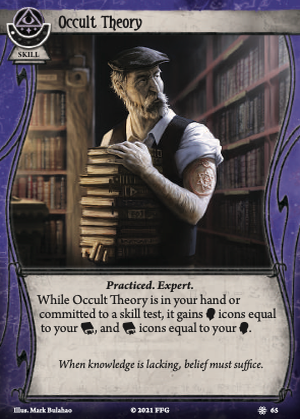 Occult Theory
SKILL
Practiced. Expert.
While Occult Theory is in your hand or
committed to a skill test, it gains icons equal
to your , and icons equal to your .
When knowledge is lacking, belief must suffice.
Illus. Mark Bulahao © 2021 FFG 65